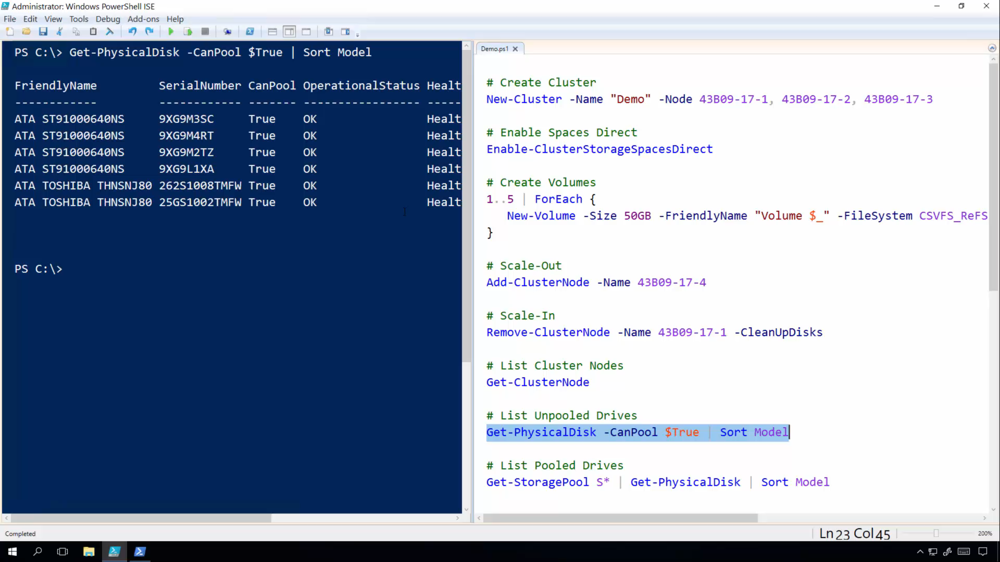 Administrator: Windows PowerShell ISE
File Edit View Tools Debug Add-ons Help
PS C:\> Get-PhysicalDisk -CanPool $True | Sort Model
FriendlyName SerialNumber CanPool OperationalStatus Healt
------------ ------------ ------- ----------------- -----
ATA ST91000640NS 9XG9M3SC True OK Healt
ATA ST91000640NS 9XG9M4RT True OK Healt
ATA ST91000640NS 9XG9M2TZ True OK Healt
ATA ST91000640NS 9XG9L1XA True OK Healt
ATA TOSHIBA THNSNJ80 262S1008TMFW True OK Healt
ATA TOSHIBA THNSNJ80 25GS1002TMFW True OK Healt
PS C:\>
Demo.ps1
# Create Cluster
New-Cluster -Name "Demo" -Node 43B09-17-1, 43B09-17-2, 43B09-17-3
# Enable Spaces Direct
Enable-ClusterStorageSpacesDirect
# Create Volumes
1..5 | ForEach {
New-Volume -Size 50GB -FriendlyName "Volume $_" -FileSystem CSVFS_ReFS
}
# Scale-Out
Add-ClusterNode -Name 43B09-17-4
# Scale-In
Remove-ClusterNode -Name 43B09-17-1 -CleanUpDisks
# List Cluster Nodes
Get-ClusterNode
# List Unpooled Drives
Get-PhysicalDisk -CanPool $True | Sort Model
# List Pooled Drives
Get-StoragePool S* | Get-PhysicalDisk | Sort Model
Completed
Ln 23 Col 45
200%